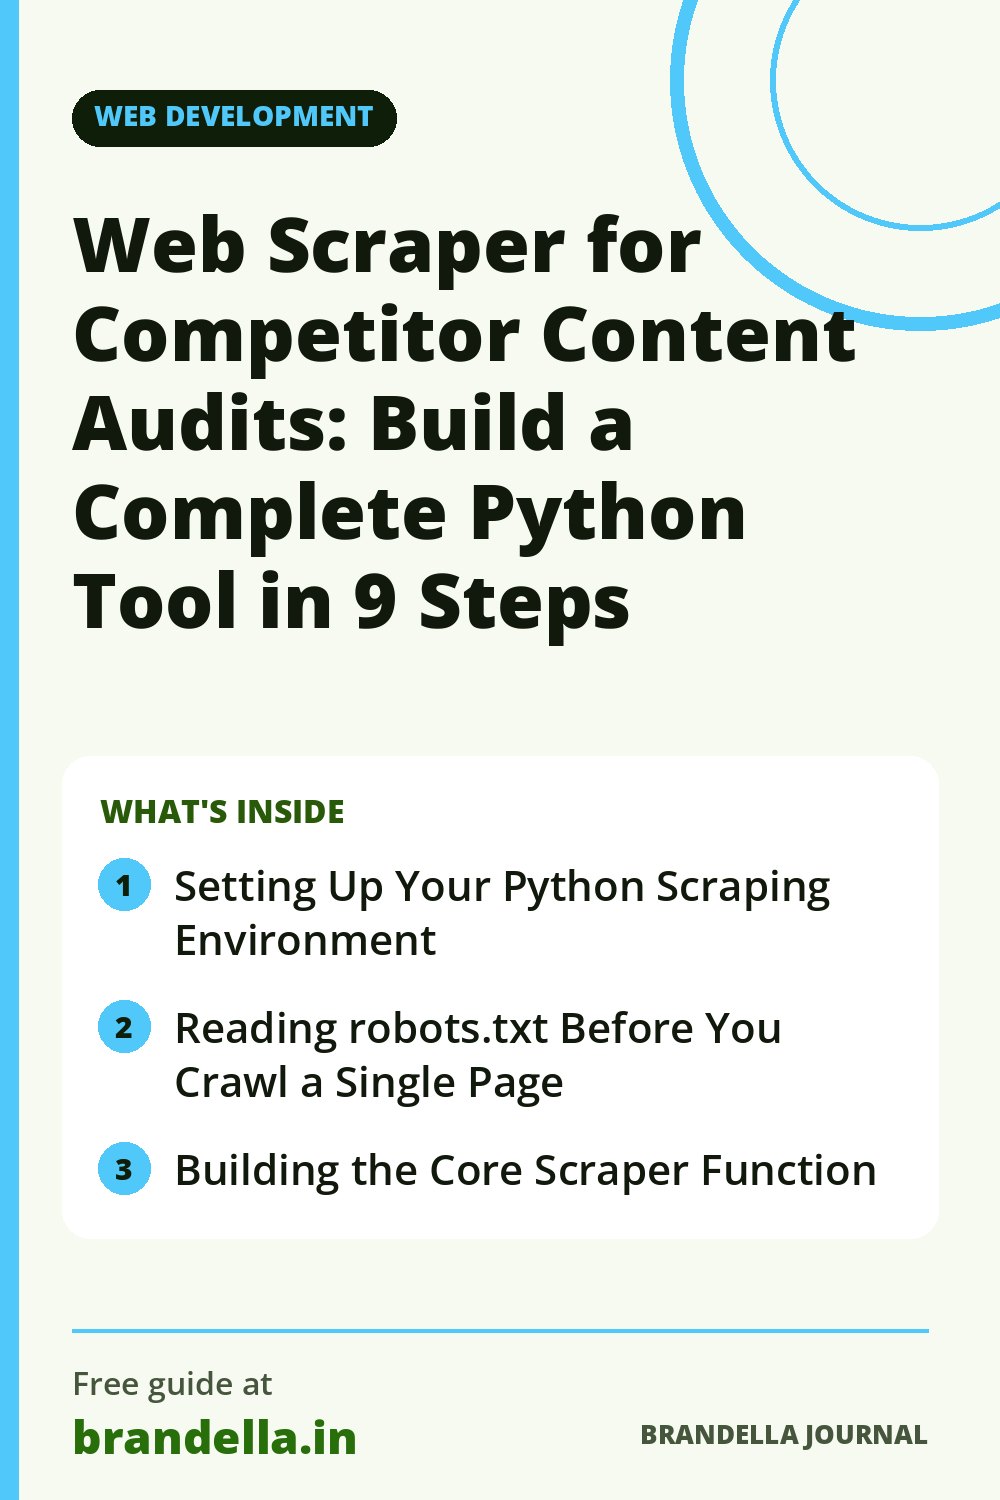 WEB DEVELOPMENT
Web Scraper for
Competitor Content
Audits: Build a
Complete Python
Tool in 9 Steps
WHAT'S INSIDE
1 Setting Up Your Python Scraping
Environment
2 Reading robots.txt Before You
Crawl a Single Page
3 Building the Core Scraper Function
Free guide at
brandella.in
BRANDELLA JOURNAL